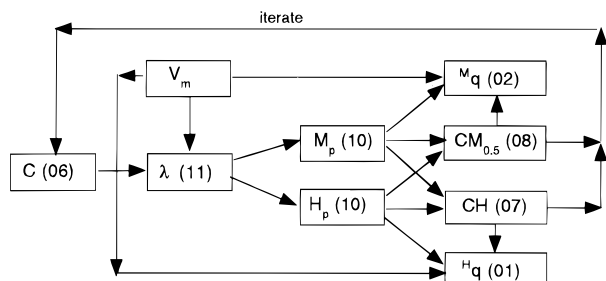 iterate
V_m
ᴹq (02)
M_p (10)
CM_0.5 (08)
C (06)
λ (11)
H_p (10)
CH (07)
ᴴq (01)